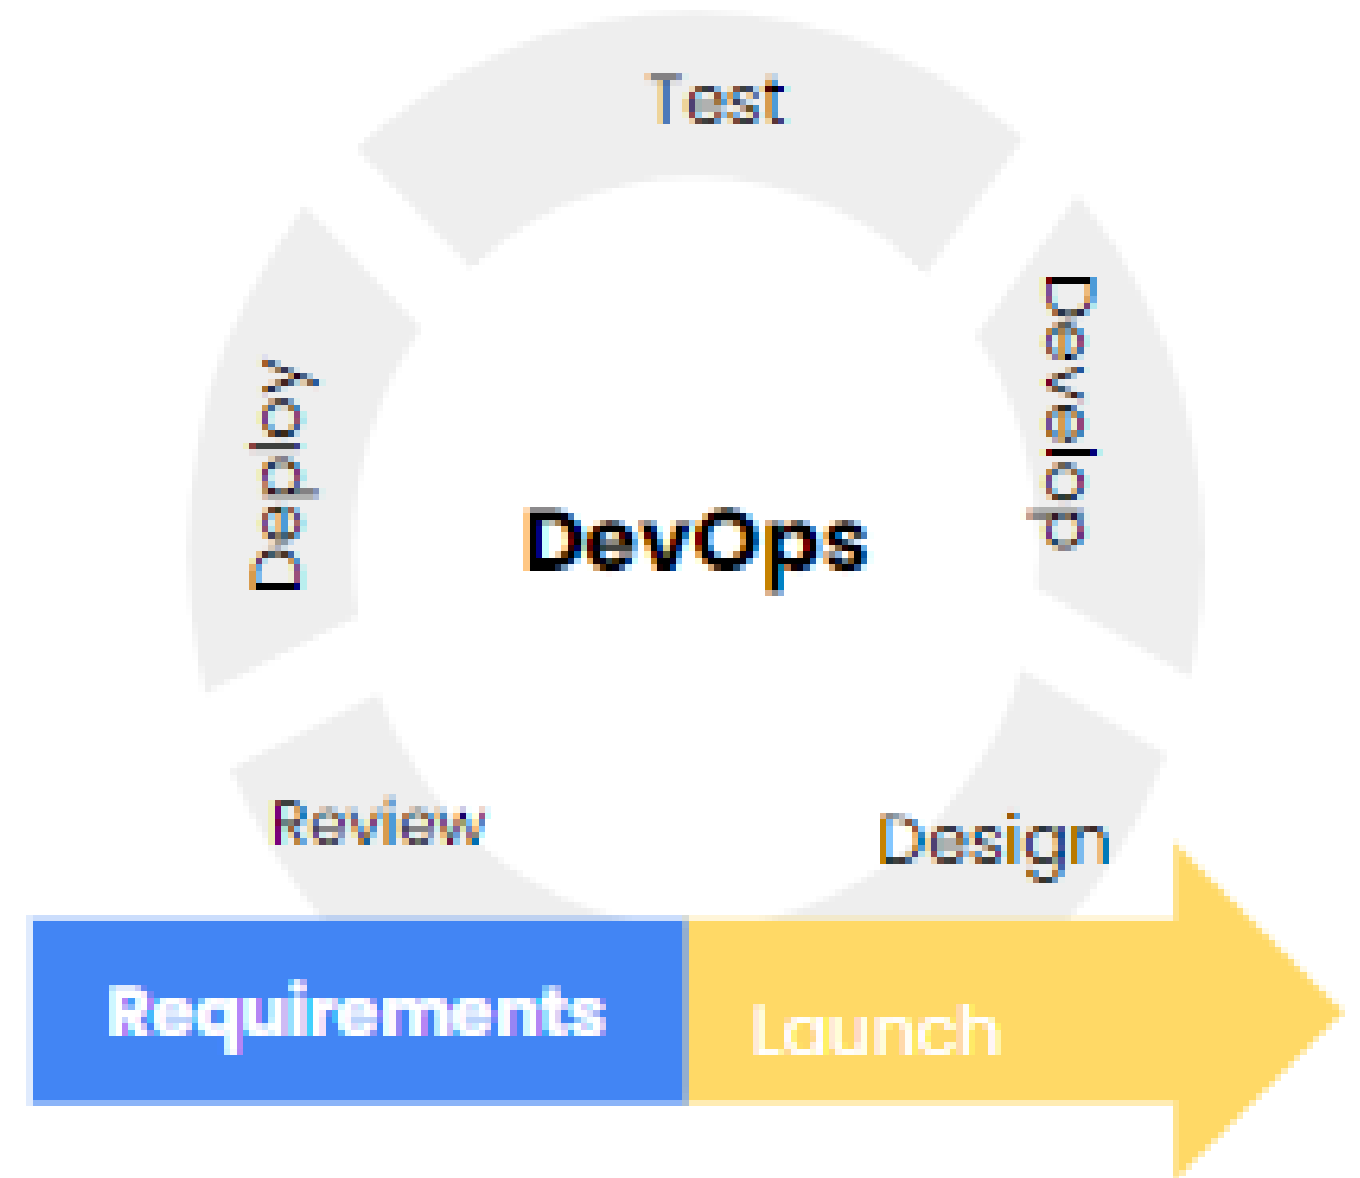 Test
Develop
Deploy
DevOps
Review
Design
Requirements
Launch